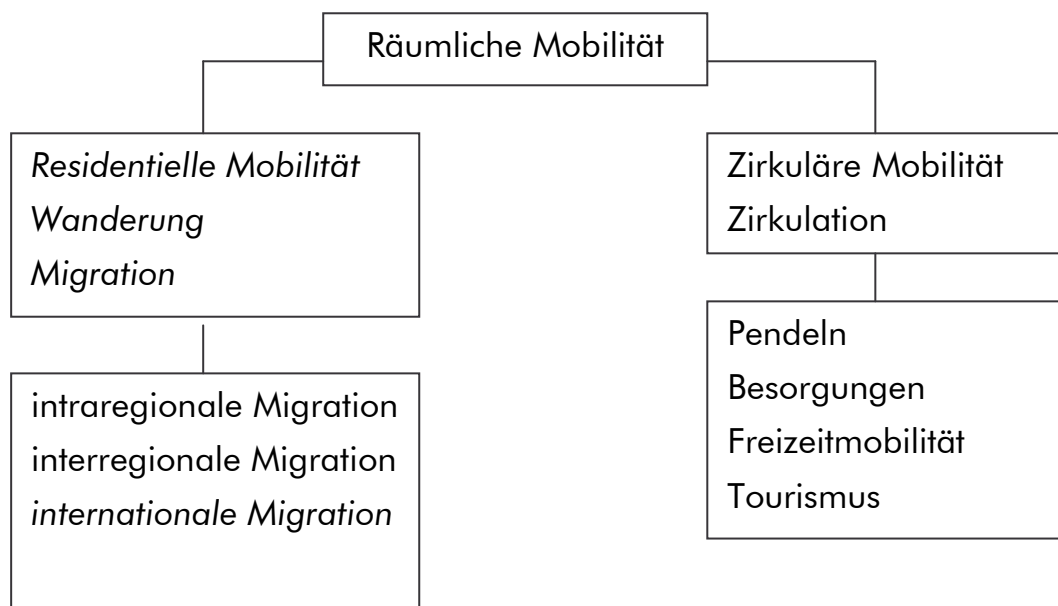 Räumliche Mobilität
Residentielle Mobilität
Wanderung
Migration
intraregionale Migration
interregionale Migration
internationale Migration
Zirkuläre Mobilität
Zirkulation
Pendeln
Besorgungen
Freizeitmobilität
Tourismus